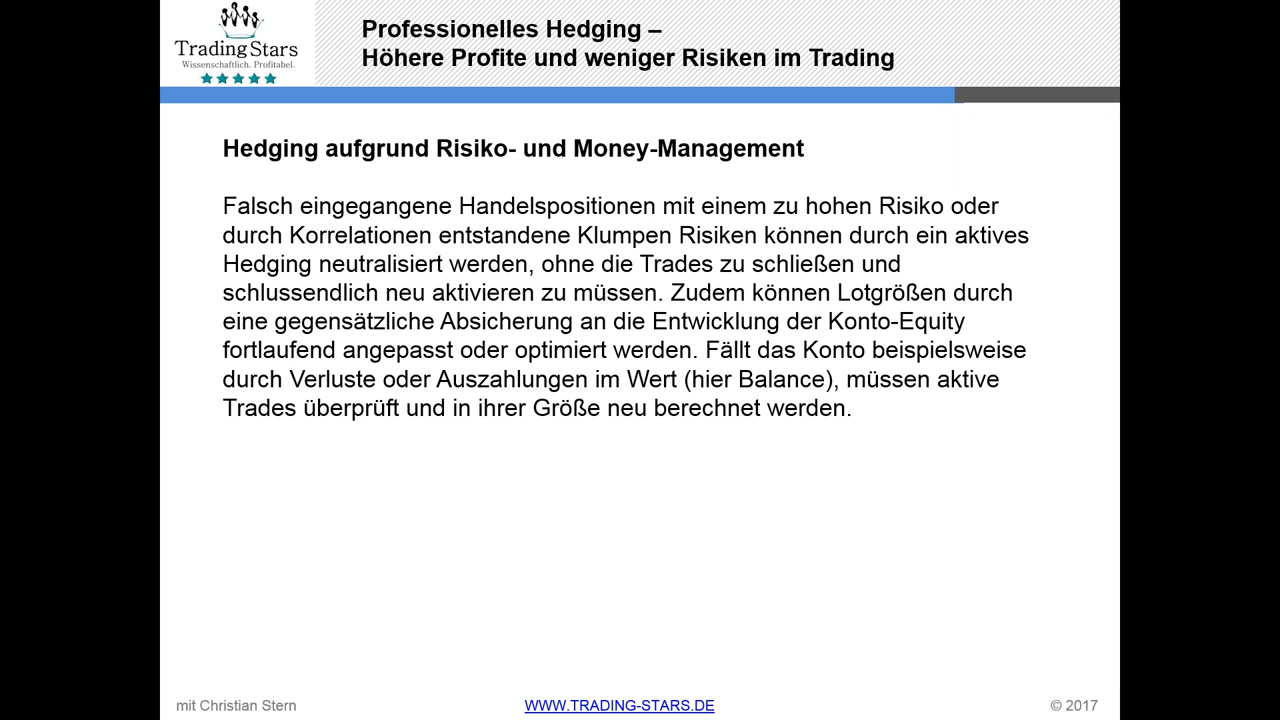 TradingStars
Wissenschaftlich. Profitabel.
Professionelles Hedging –
Höhere Profite und weniger Risiken im Trading
Hedging aufgrund Risiko- und Money-Management
Falsch eingegangene Handelspositionen mit einem zu hohen Risiko oder
durch Korrelationen entstandene Klumpen Risiken können durch ein aktives
Hedging neutralisiert werden, ohne die Trades zu schließen und
schlussendlich neu aktivieren zu müssen. Zudem können Lotgrößen durch
eine gegensätzliche Absicherung an die Entwicklung der Konto-Equity
fortlaufend angepasst oder optimiert werden. Fällt das Konto beispielsweise
durch Verluste oder Auszahlungen im Wert (hier Balance), müssen aktive
Trades überprüft und in ihrer Größe neu berechnet werden.
mit Christian Stern
WWW.TRADING-STARS.DE
© 2017